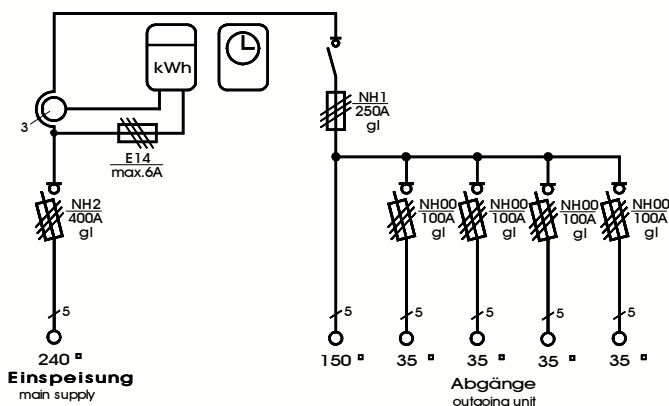 kWh
3
E14
max.6A
NH1
250A
gl
NH2
400A
gl
NH00
100A
gl
NH00
100A
gl
NH00
100A
gl
NH00
100A
gl
5
5
5
5
5
5
240
150
35
35
35
35
Einspeisung
main supply
Abgänge
outgoing unit